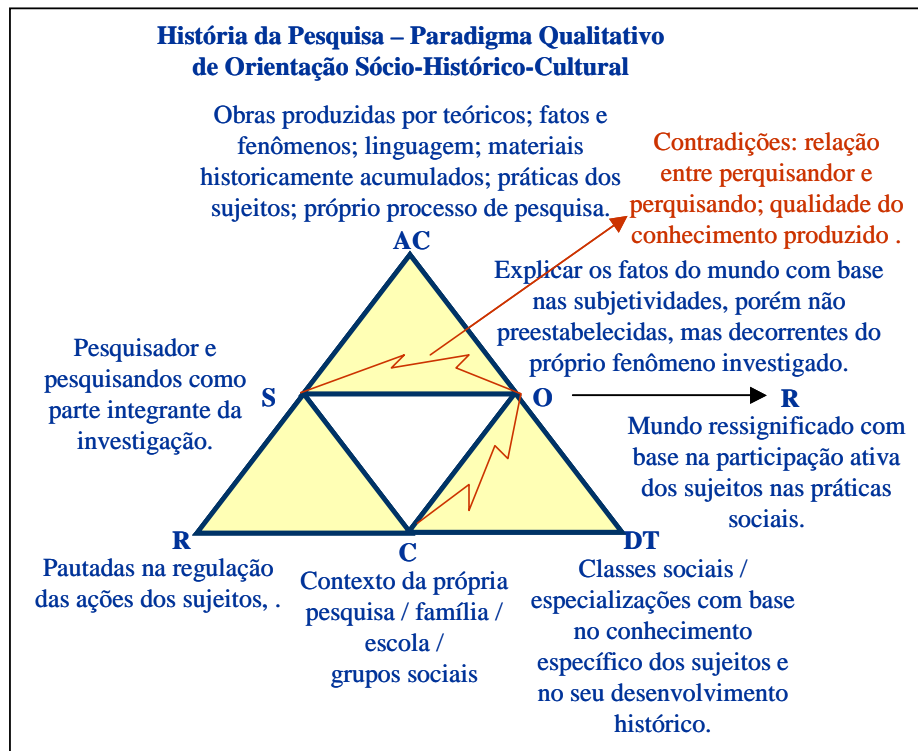 História da Pesquisa – Paradigma Qualitativo
de Orientação Sócio-Histórico-Cultural
Obras produzidas por teóricos; fatos e
fenômenos; linguagem; materiais
historicamente acumulados; práticas dos
sujeitos; próprio processo de pesquisa.
AC
Contradições: relação
entre perquisandor e
perquisando; qualidade do
conhecimento produzido .
Explicar os fatos do mundo com base
nas subjetividades, porém não
preestabelecidas, mas decorrentes do
próprio fenômeno investigado.
Pesquisador e
pesquisandos como
parte integrante da
investigação.
S
O
R
Mundo ressignificado com
base na participação ativa
dos sujeitos nas práticas
sociais.
R
Pautadas na regulação
das ações dos sujeitos, .
C
Contexto da própria
pesquisa / família /
escola /
grupos sociais
DT
Classes sociais /
especializações com base
no conhecimento
específico dos sujeitos e
no seu desenvolvimento
histórico.